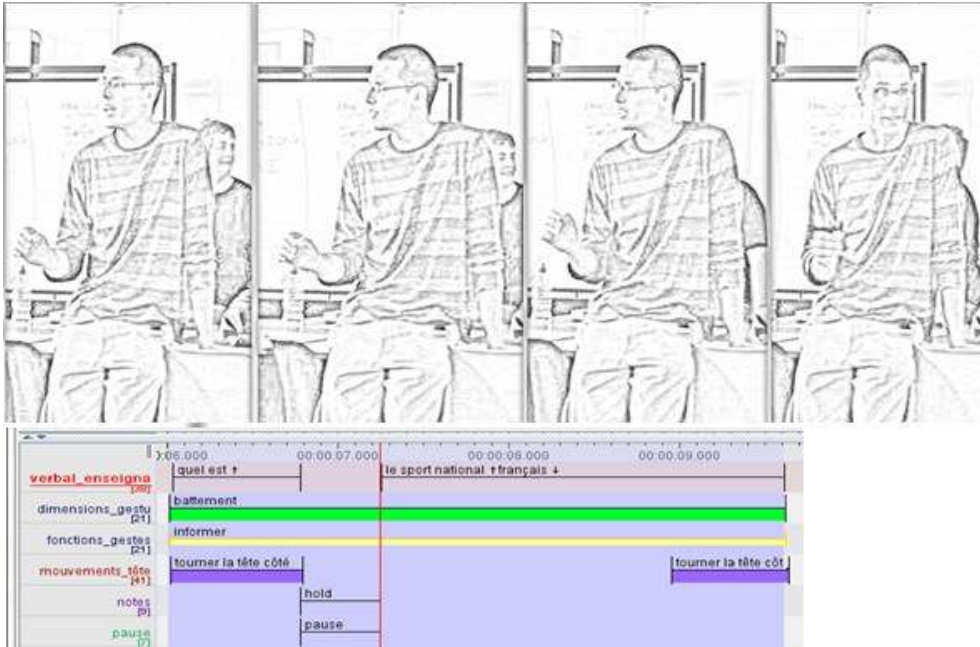 ):06.000 00:00:07.000 00:00:08.000 00:00:09.000
verbal_enseigna quel est ↑ le sport national ↑français ↓
[38]
dimensions_gestu battement
[21]
fonctions_gestes informer
[21]
mouvements_tête tourner la tête côté tourner la tête côt
[41]
notes hold
[9]
pause pause
[7]